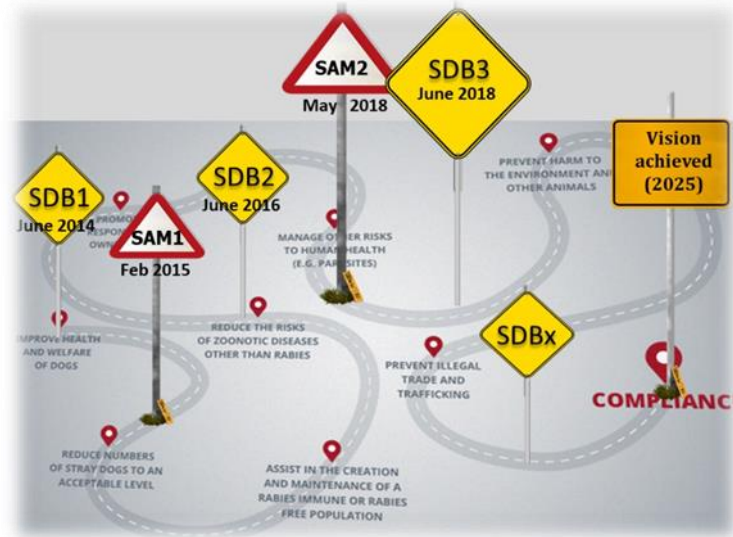 SAM2
May 2018
SDB3
June 2018
Vision
achieved
(2025)
SDB1
June 2014
SAM1
Feb 2015
SDB2
June 2016
PREVENT HARM TO
THE ENVIRONMENT AND
OTHER ANIMALS
MANAGE OTHER RISKS
TO HUMAN HEALTH
(E.G. PARASITES)
IMPROVE HEALTH
AND WELFARE
OF DOGS
REDUCE THE RISKS
OF ZOONOTIC DISEASES
OTHER THAN RABIES
SDBx
PREVENT ILLEGAL
TRADE AND
TRAFFICKING
COMPLIANC
REDUCE NUMBERS
OF STRAY DOGS TO AN
ACCEPTABLE LEVEL
ASSIST IN THE CREATION
AND MAINTENANCE OF A
RABIES IMMUNE OR RABIES
FREE POPULATION